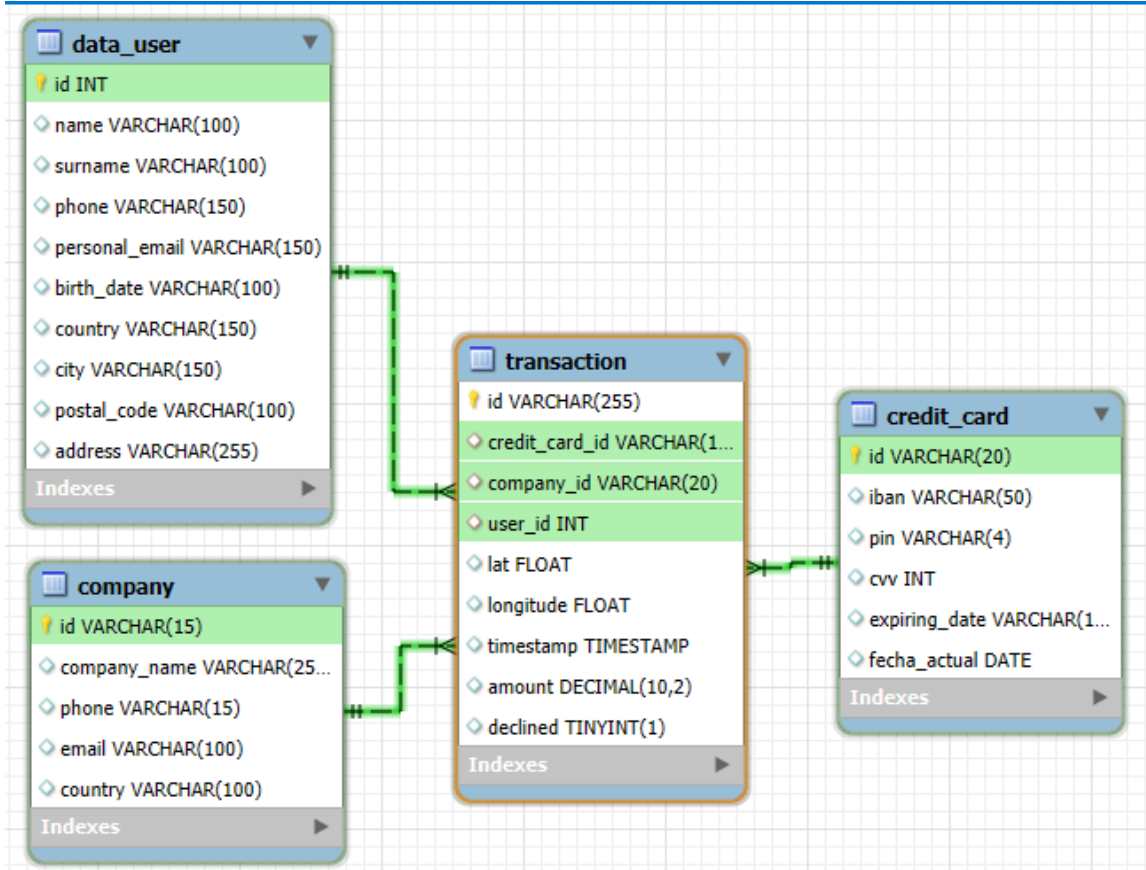 data_user
id INT
name VARCHAR(100)
surname VARCHAR(100)
phone VARCHAR(150)
personal_email VARCHAR(150)
birth_date VARCHAR(100)
country VARCHAR(150)
city VARCHAR(150)
postal_code VARCHAR(100)
address VARCHAR(255)
Indexes
company
id VARCHAR(15)
company_name VARCHAR(25...
phone VARCHAR(15)
email VARCHAR(100)
country VARCHAR(100)
Indexes
transaction
id VARCHAR(255)
credit_card_id VARCHAR(1...
company_id VARCHAR(20)
user_id INT
lat FLOAT
longitude FLOAT
timestamp TIMESTAMP
amount DECIMAL(10,2)
declined TINYINT(1)
Indexes
credit_card
id VARCHAR(20)
iban VARCHAR(50)
pin VARCHAR(4)
cvv INT
expiring_date VARCHAR(1...
fecha_actual DATE
Indexes